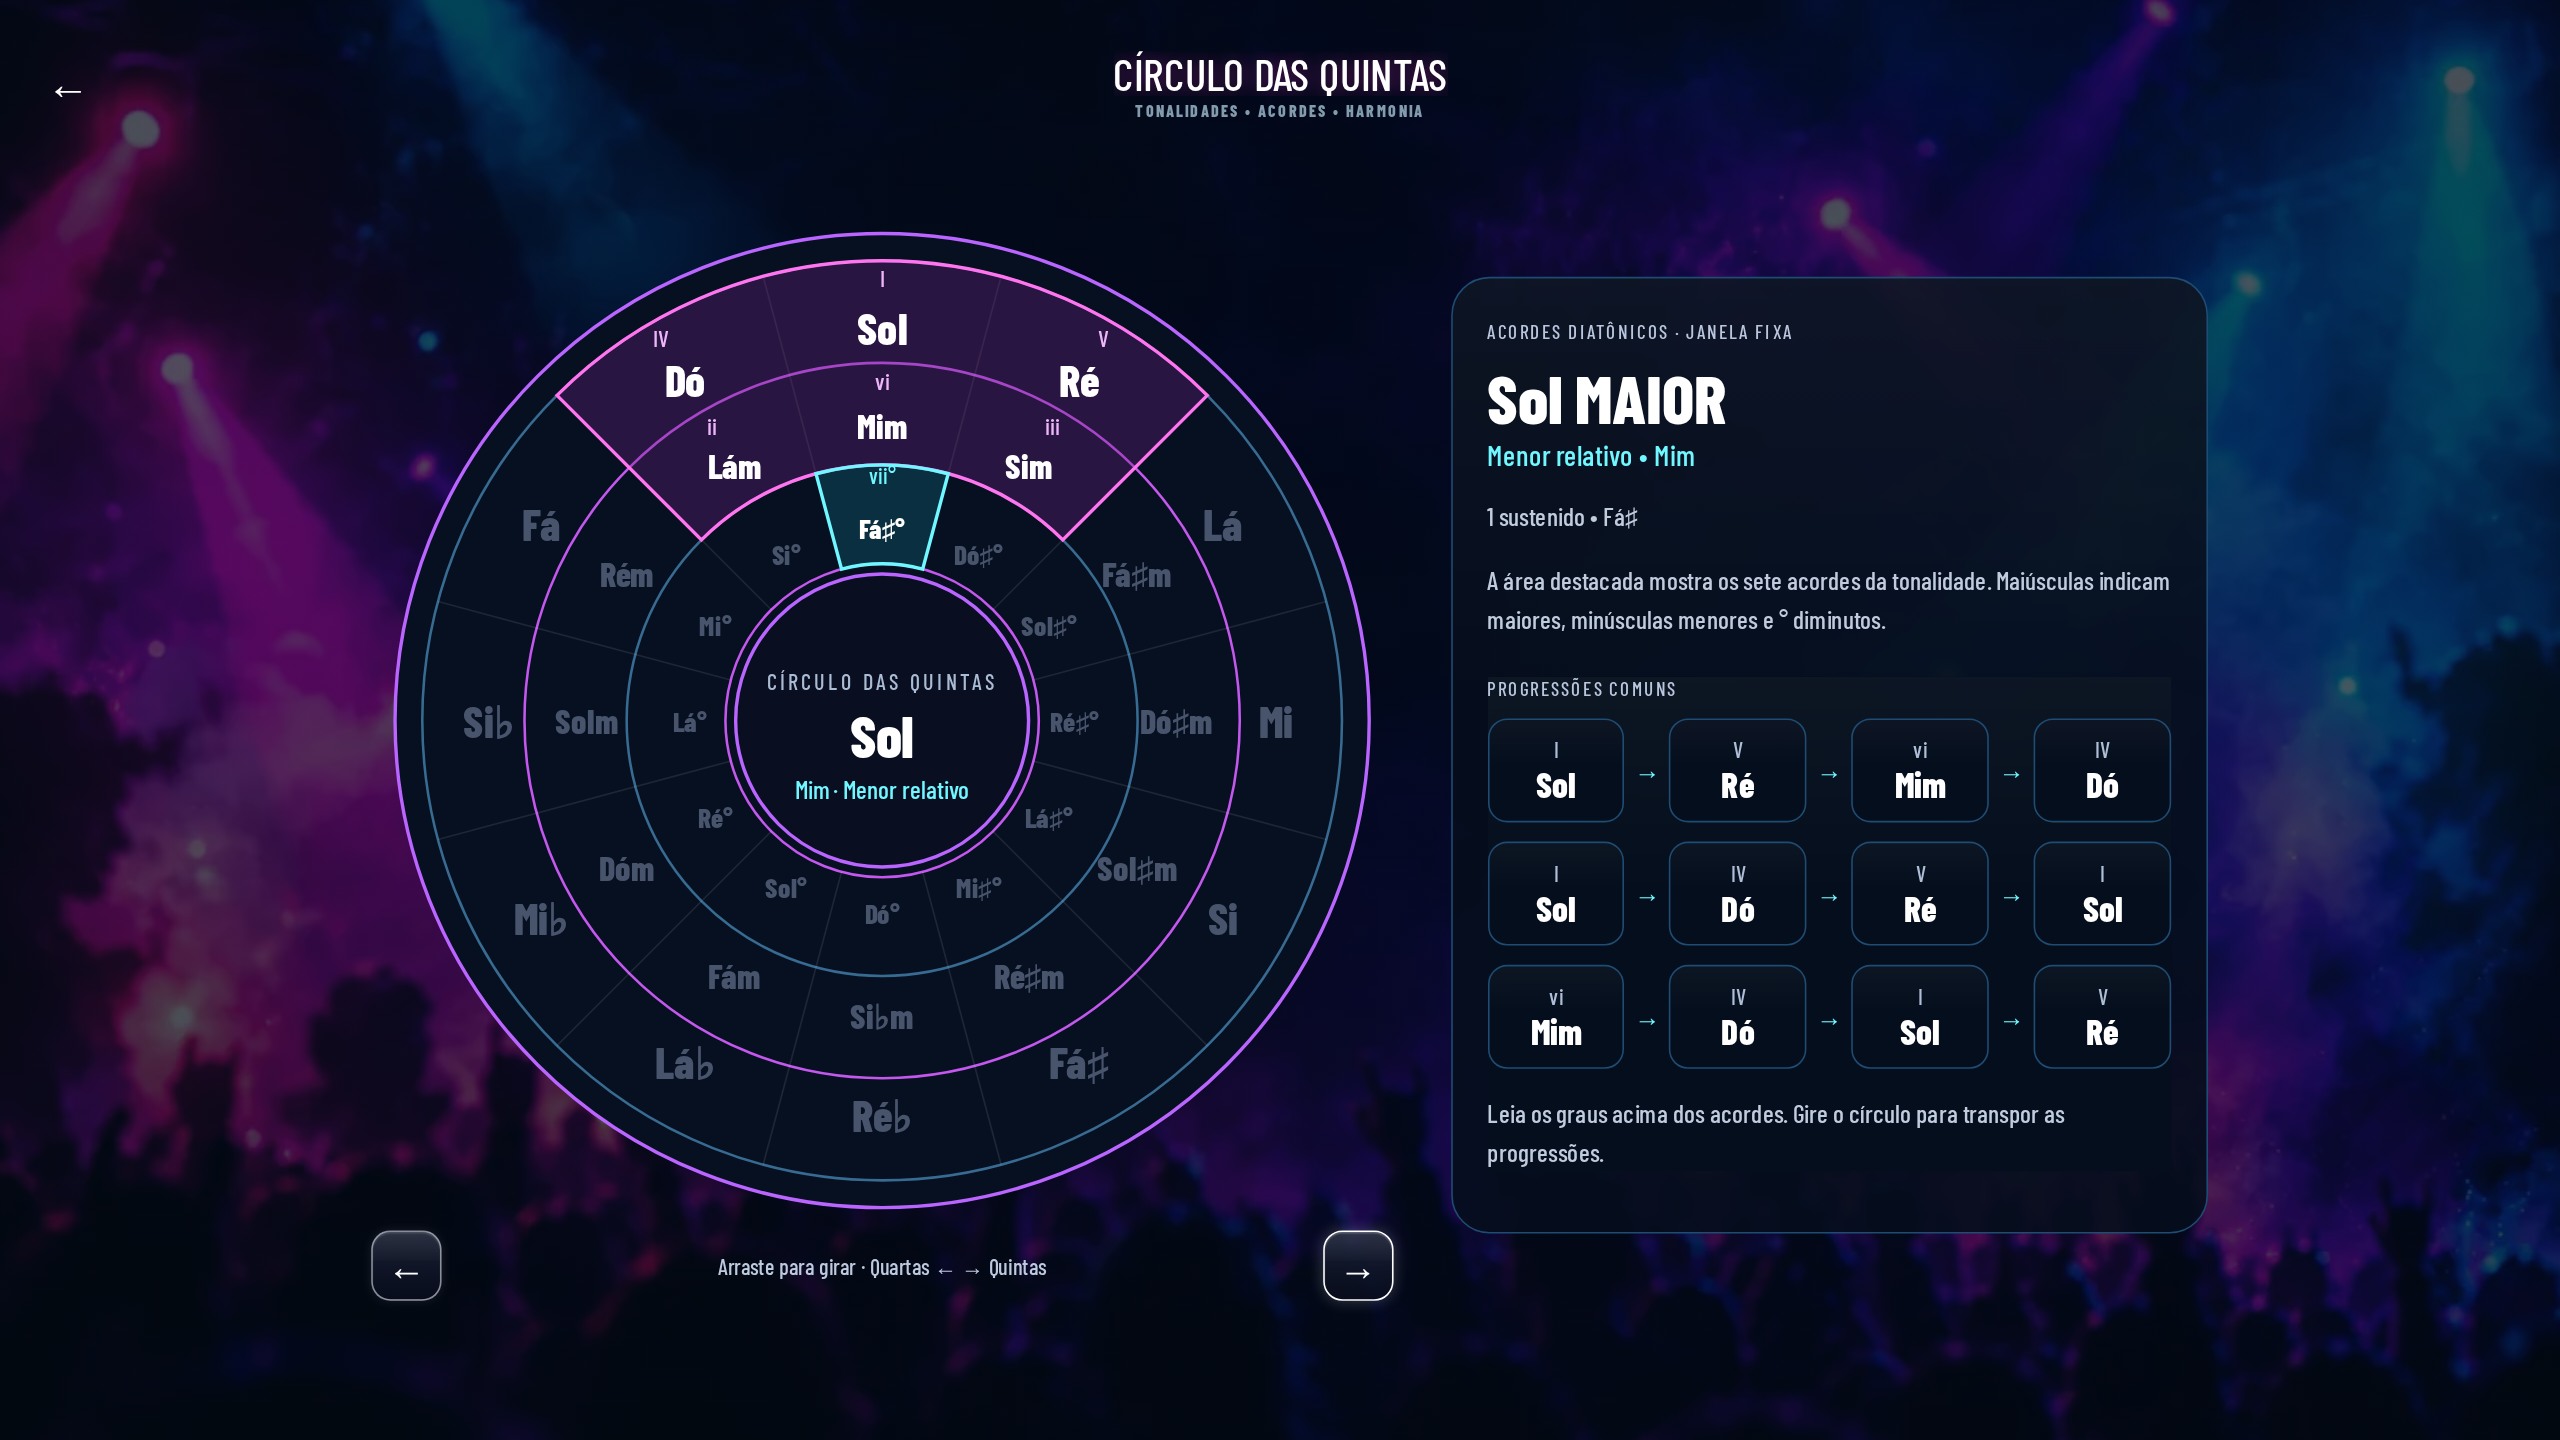 ←
CÍRCULO DAS QUINTAS
TONALIDADES • ACORDES • HARMONIA
I
Sol
IV
Dó
V
Ré
vi
Mim
ii
Lám
iii
Sim
vii°
Fá♯°
Fá
Lá
Rém
Fá♯m
Si°
Dó♯°
Mi°
Sol♯°
Si♭
Solm
Lá°
Ré♯°
Dó♯m
Mi
CÍRCULO DAS QUINTAS
Sol
Mim · Menor relativo
Ré°
Lá♯°
Dóm
Sol♯m
Sol°
Mi♯°
Dó°
Mi♭
Si
Fám
Ré♯m
Si♭m
Lá♭
Fá♯
Ré♭
←
Arraste para girar · Quartas ← → Quintas
→
ACORDES DIATÔNICOS · JANELA FIXA
Sol MAIOR
Menor relativo • Mim
1 sustenido • Fá♯
A área destacada mostra os sete acordes da tonalidade. Maiúsculas indicam
maiores, minúsculas menores e ° diminutos.
PROGRESSÕES COMUNS
I V vi IV
Sol → Ré → Mim → Dó
I IV V I
Sol → Dó → Ré → Sol
vi IV I V
Mim → Dó → Sol → Ré
Leia os graus acima dos acordes. Gire o círculo para transpor as
progressões.